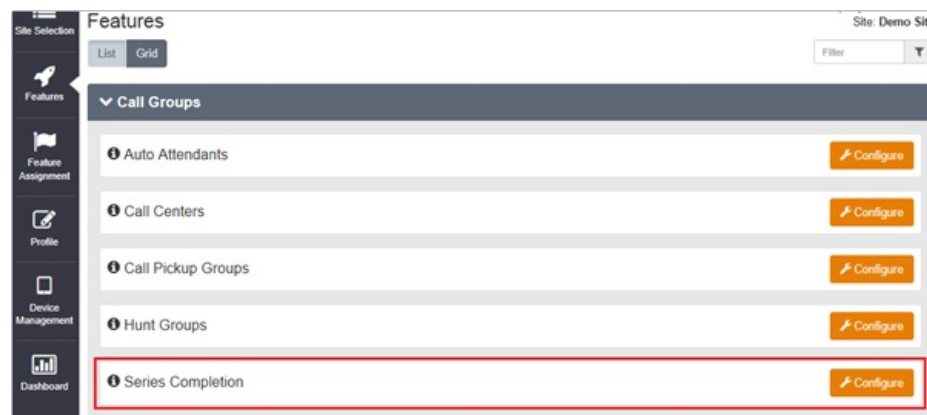 Site Selection
Features
Site: Demo Sit
List Grid
Filter
Features
Call Groups
Auto Attendants
Configure
Feature
Assignment
Call Centers
Configure
Profile
Call Pickup Groups
Configure
Device
Management
Hunt Groups
Configure
Dashboard
Series Completion
Configure